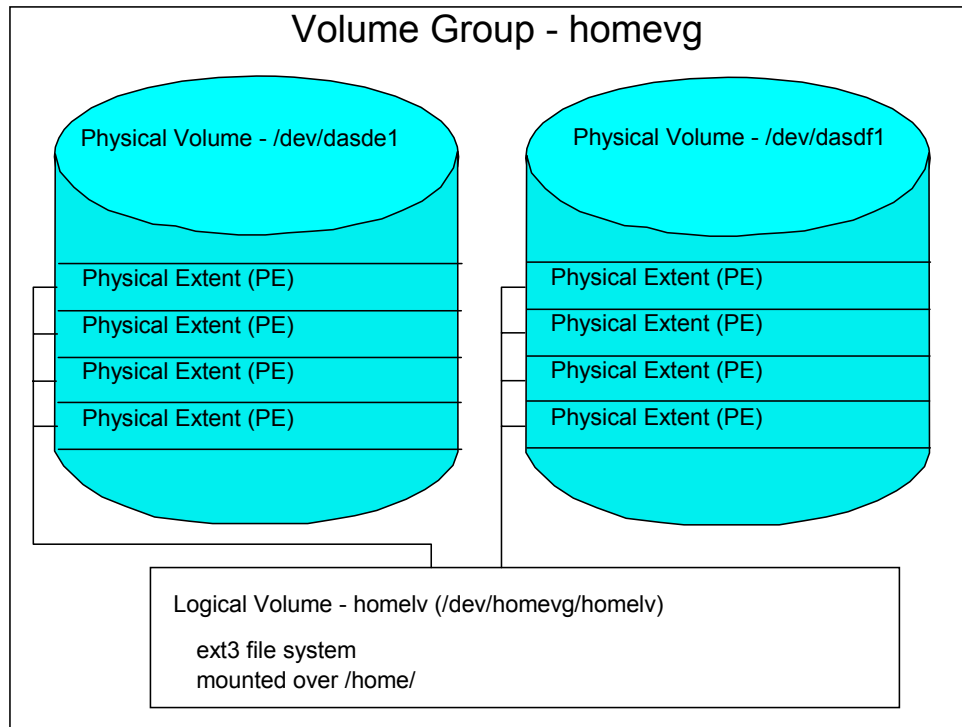 Volume Group - homevg
Physical Volume - /dev/dasde1
Physical Extent (PE)
Physical Extent (PE)
Physical Extent (PE)
Physical Extent (PE)
Physical Volume - /dev/dasdf1
Physical Extent (PE)
Physical Extent (PE)
Physical Extent (PE)
Physical Extent (PE)
Logical Volume - homelv (/dev/homevg/homelv)
ext3 file system
mounted over /home/